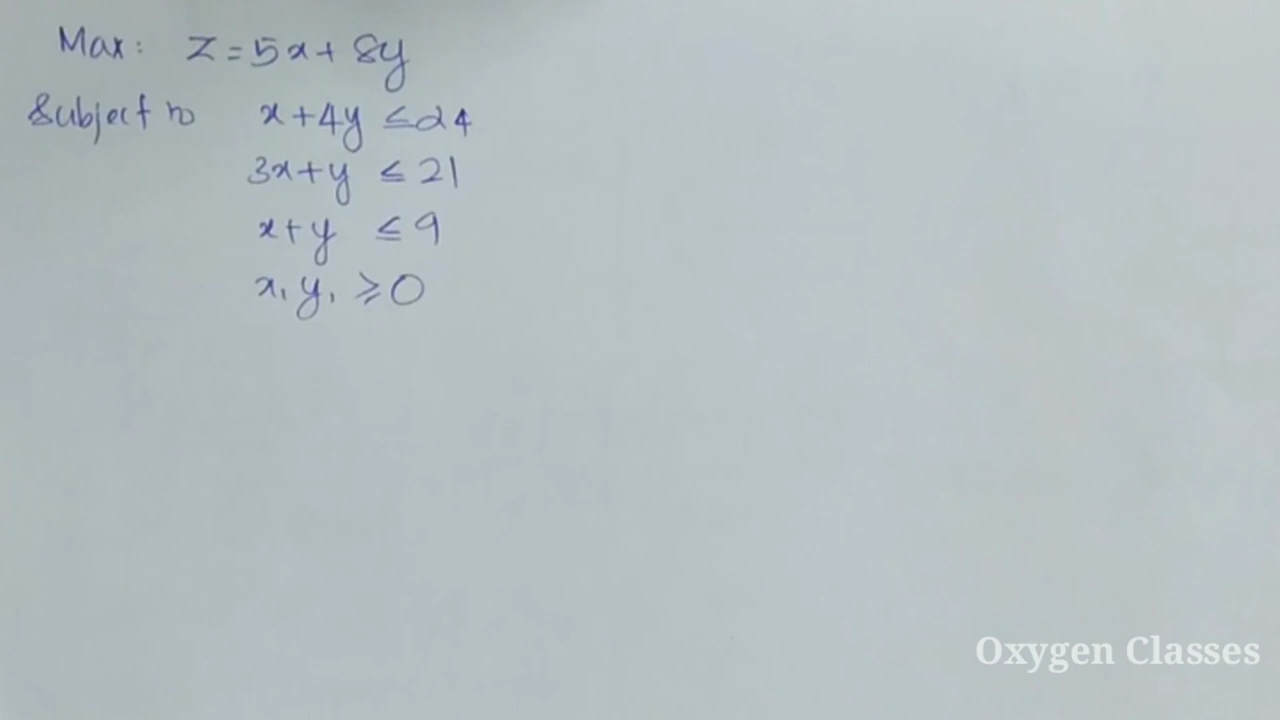 Max: Z = 5x + 8y
Subject to x + 4y ≤ 24
3x + y ≤ 21
x + y ≤ 9
x, y, ≥ 0
Oxygen Classes